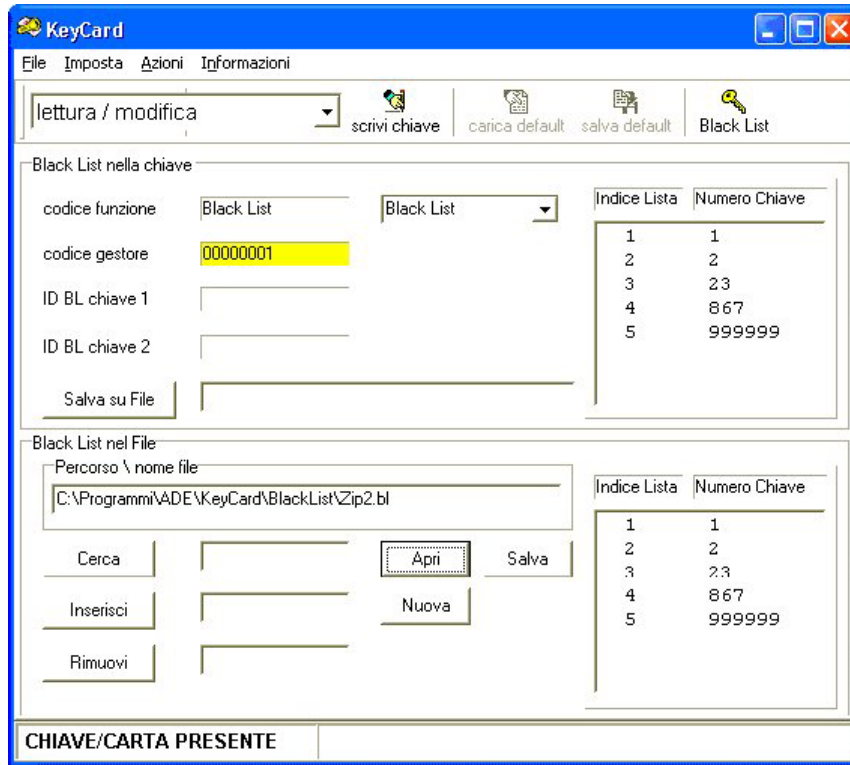 KeyCard
File Imposta Azioni Informazioni
lettura / modifica
scrivi chiave carica default salva default Black List
Black List nella chiave
codice funzione Black List Black List
codice gestore 00000001
ID BL chiave 1
ID BL chiave 2
Salva su File
Indice Lista Numero Chiave
1 1
2 2
3 23
4 867
5 999999
Black List nel File
Percorso \ nome file
C:\Programmi\ADE\KeyCard\BlackList\Zip2.bl
Cerca Apri Salva
Inserisci Nuova
Rimuovi
Indice Lista Numero Chiave
1 1
2 2
3 23
4 867
5 999999
CHIAVE/CARTA PRESENTE